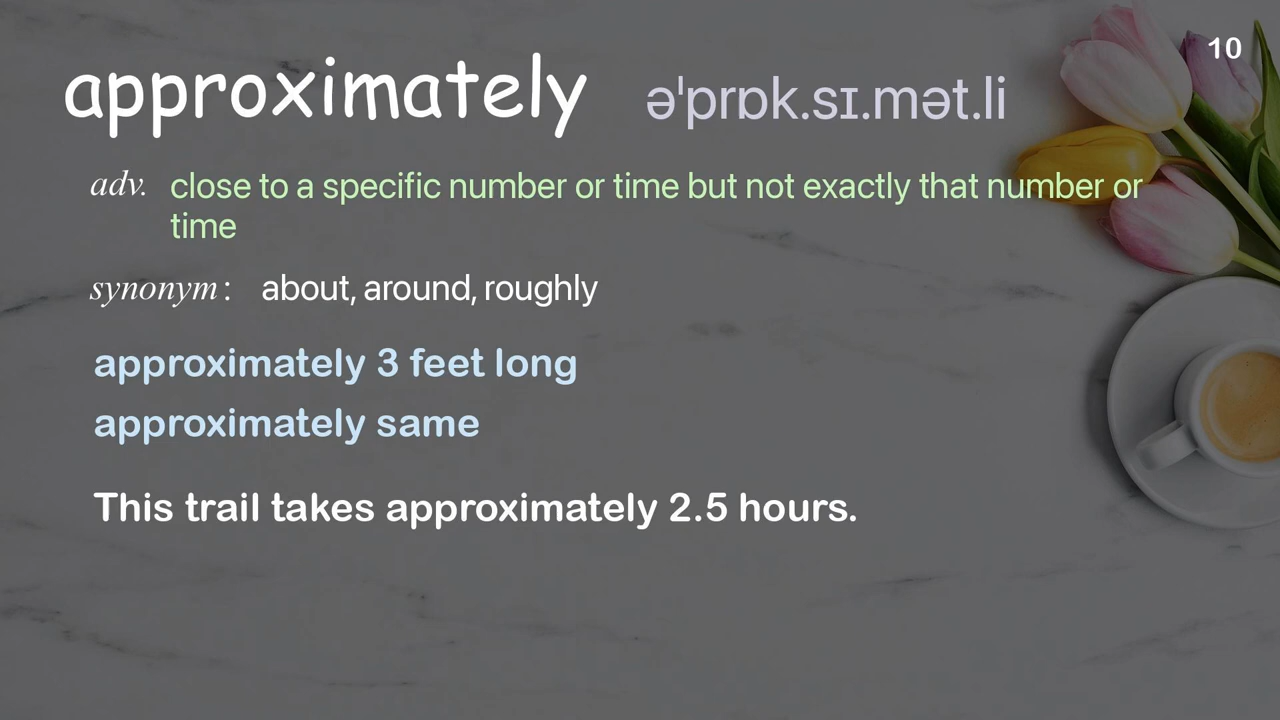 10
approximately əˈprɒk.sɪ.mət.li
adv. close to a specific number or time but not exactly that number or
time
synonym: about, around, roughly
approximately 3 feet long
approximately same
This trail takes approximately 2.5 hours.